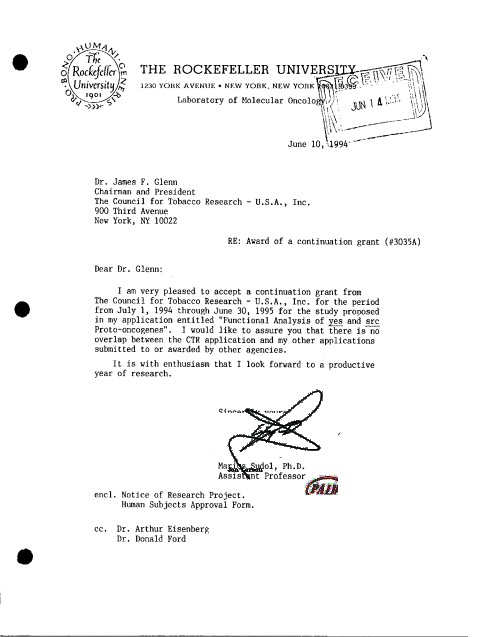 PRO·BONO·HUMANI·GENERIS
The
Rockefeller
University
1901
THE ROCKEFELLER UNIVERSITY
1230 YORK AVENUE • NEW YORK, NEW YORK
Laboratory of Molecular Oncology
RECEIVED
JUN 14
June 10, 1994
Dr. James F. Glenn
Chairman and President
The Council for Tobacco Research - U.S.A., Inc.
900 Third Avenue
New York, NY 10022
RE: Award of a continuation grant (#3035A)
Dear Dr. Glenn:
I am very pleased to accept a continuation grant from
The Council for Tobacco Research - U.S.A., Inc. for the period
from July 1, 1994 through June 30, 1995 for the study proposed
in my application entitled "Functional Analysis of yes and src
Proto-oncogenes". I would like to assure you that there is no
overlap between the CTR application and my other applications
submitted to or awarded by other agencies.
It is with enthusiasm that I look forward to a productive
year of research.
Sincerely yours
Marius Sudol, Ph.D.
Assistant Professor
PAID
encl. Notice of Research Project.
Human Subjects Approval Form.
cc. Dr. Arthur Eisenberg
Dr. Donald Ford